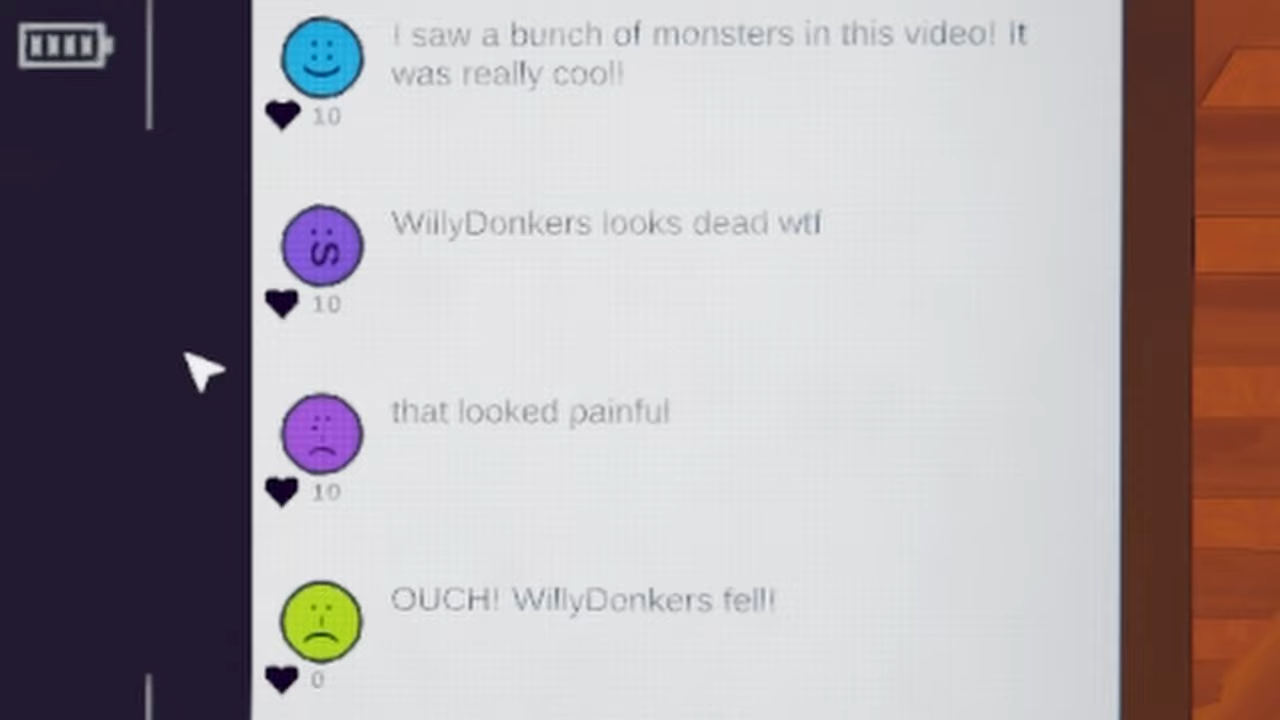 I saw a bunch of monsters in this video! It
was really cool!
10
WillyDonkers looks dead wtf
10
that looked painful
10
OUCH! WillyDonkers fell!
0